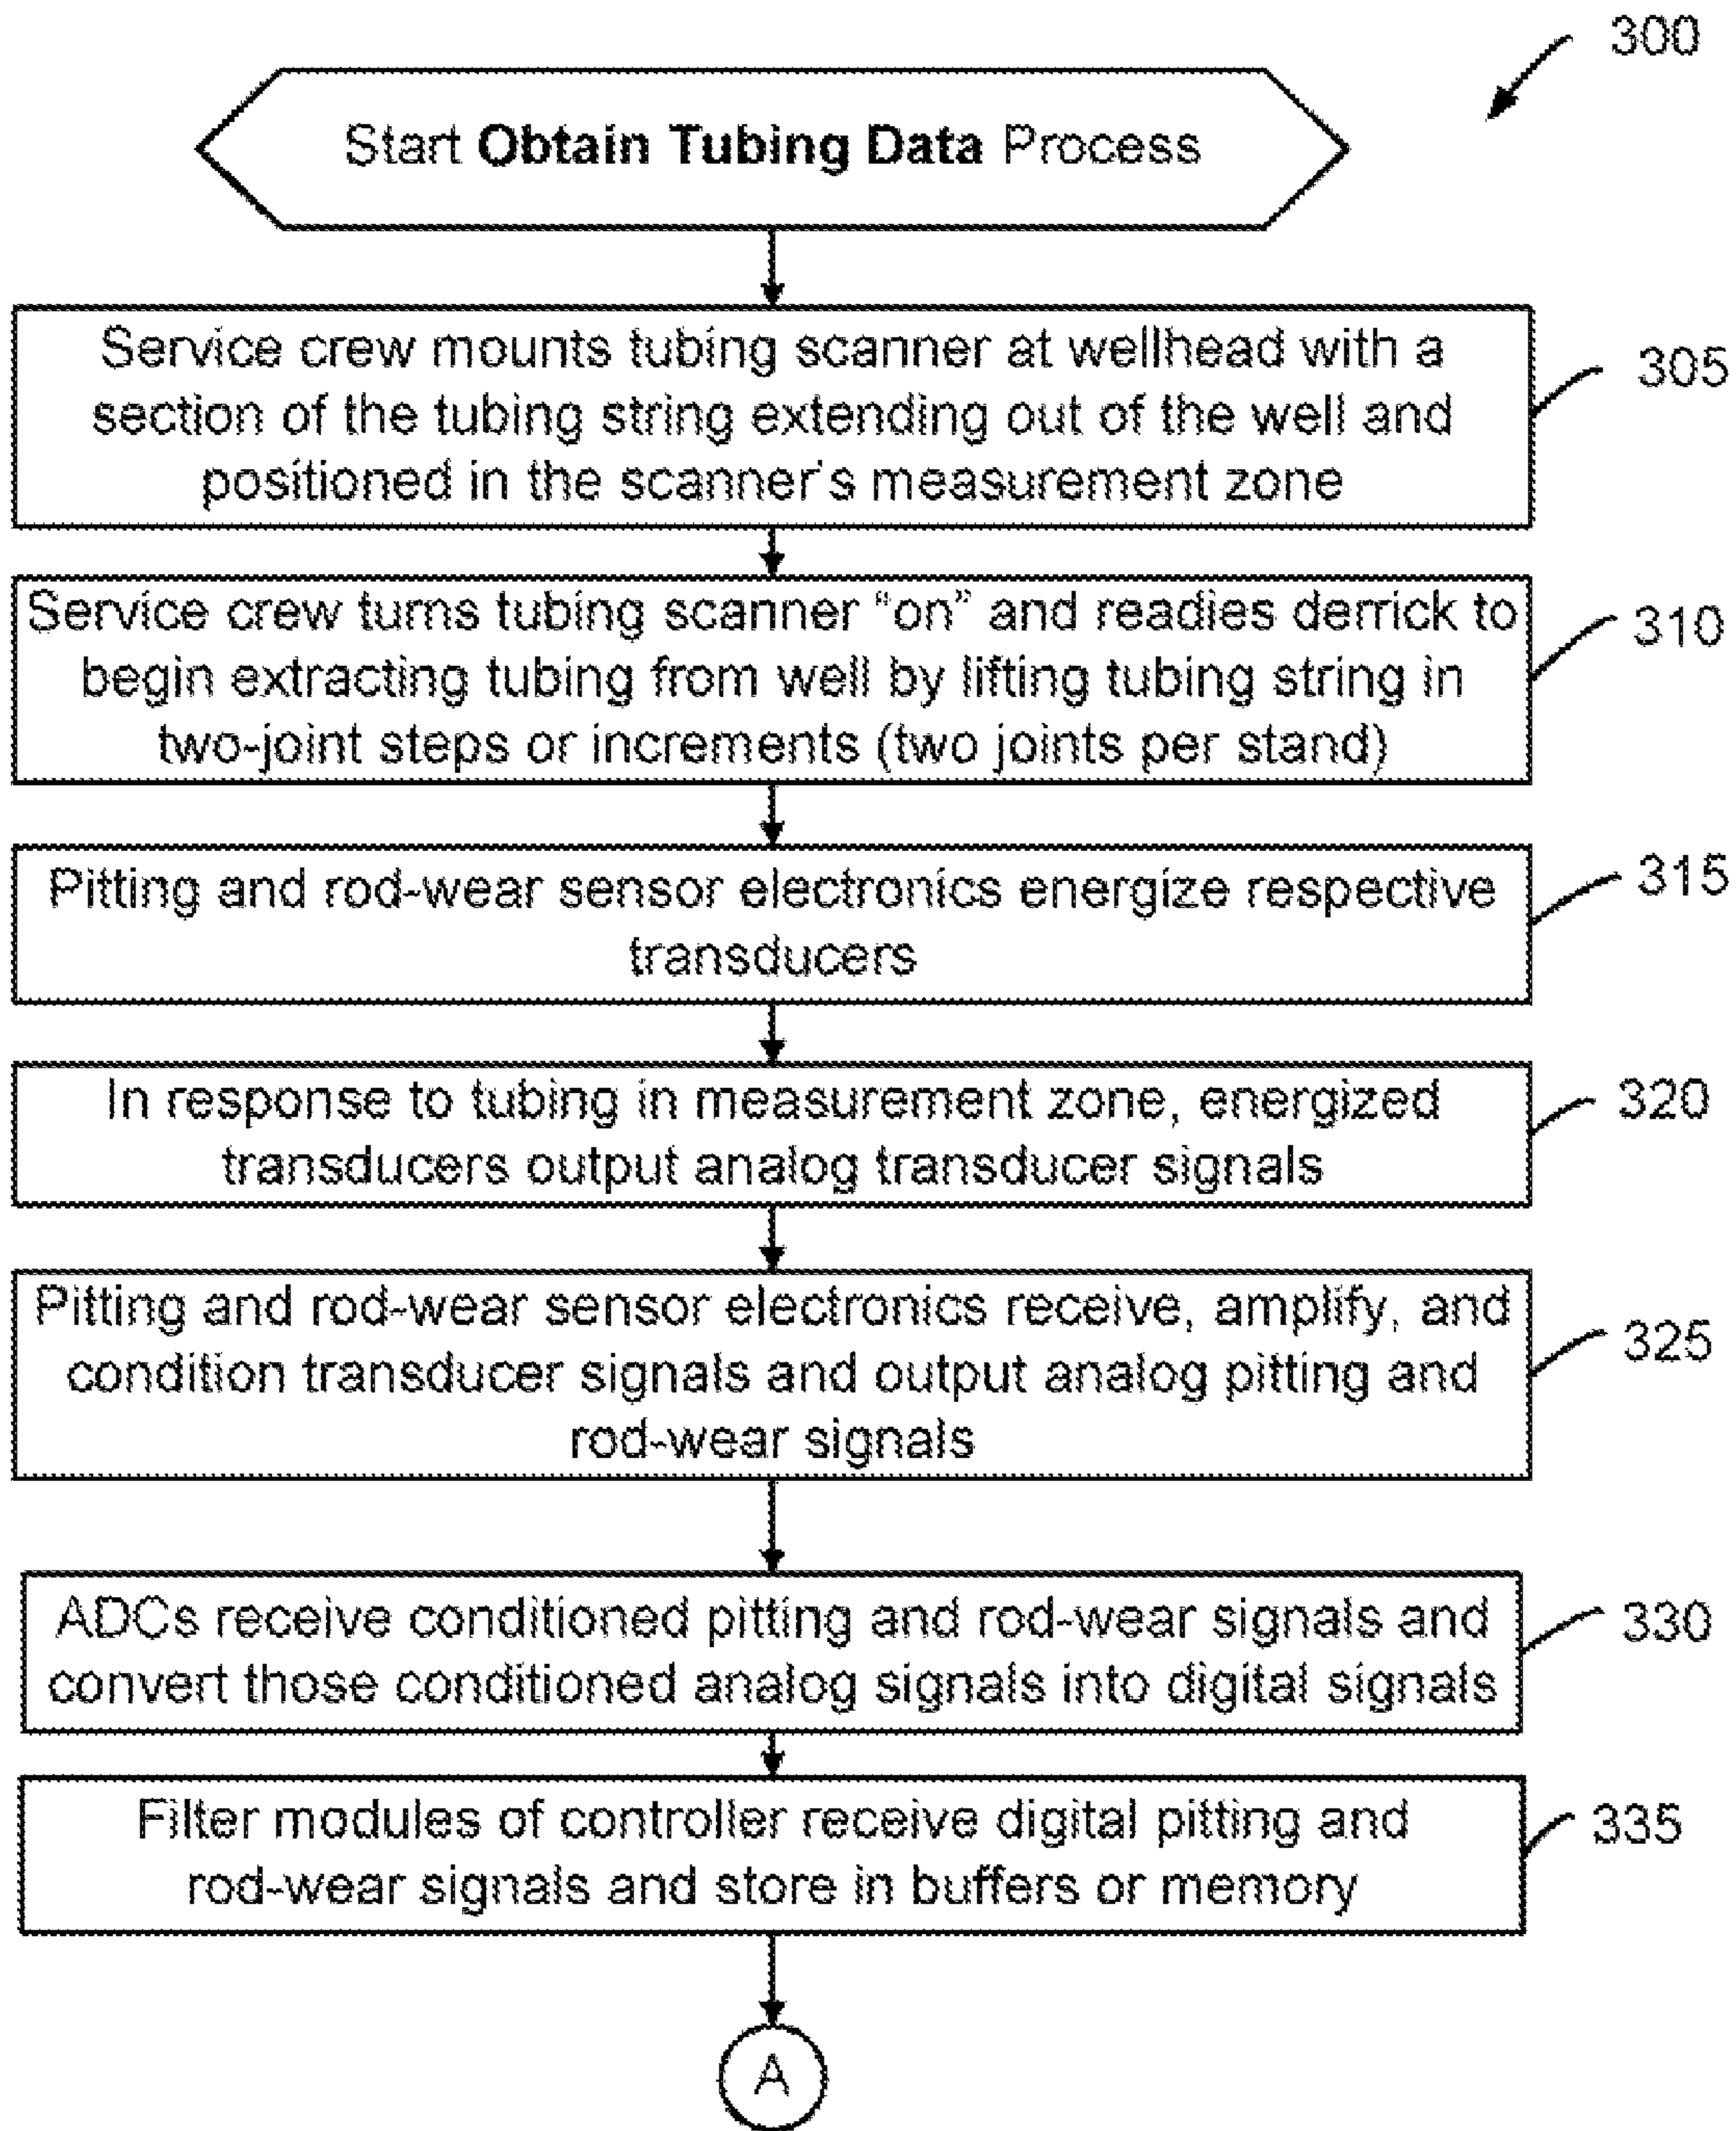 300
Start Obtain Tubing Data Process
Service crew mounts tubing scanner at wellhead with a
section of the tubing string extending out of the well and
positioned in the scanner's measurement zone
305
Service crew turns tubing scanner “on” and readies derrick to
begin extracting tubing from well by lifting tubing string in
two-joint steps or increments (two joints per stand)
310
Pitting and rod-wear sensor electronics energize respective
transducers
315
In response to tubing in measurement zone, energized
transducers output analog transducer signals
320
Pitting and rod-wear sensor electronics receive, amplify, and
condition transducer signals and output analog pitting and
rod-wear signals
325
ADCs receive conditioned pitting and rod-wear signals and
convert those conditioned analog signals into digital signals
330
Filter modules of controller receive digital pitting and
rod-wear signals and store in buffers or memory
335
A